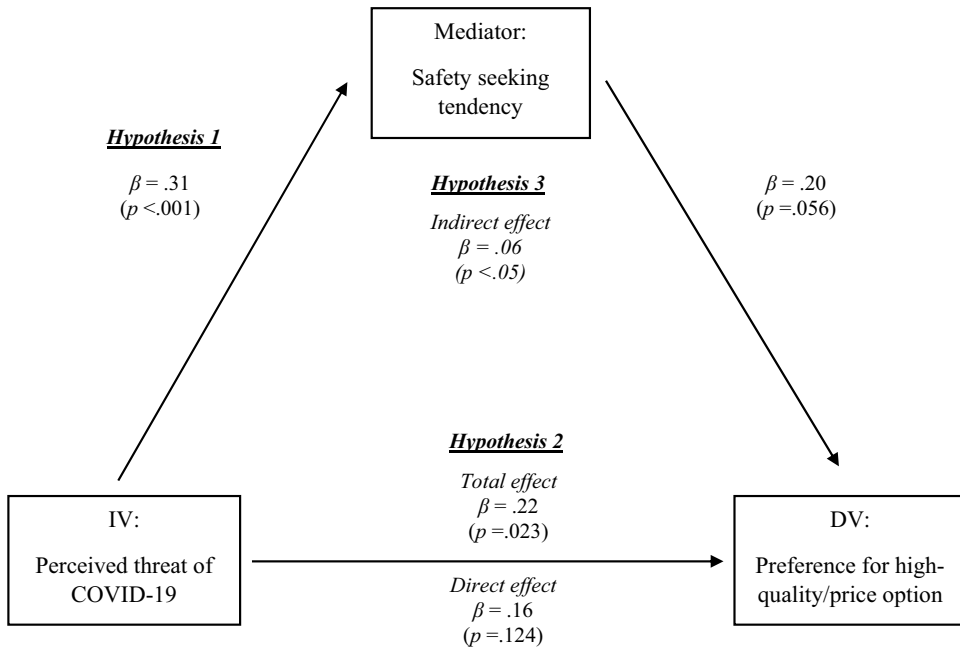 Mediator:
Safety seeking
tendency
Hypothesis 1
β = .31
(p <.001)
Hypothesis 3
Indirect effect
β = .06
(p <.05)
β = .20
(p =.056)
Hypothesis 2
Total effect
β = .22
(p =.023)
IV:
Perceived threat of
COVID-19
Direct effect
β = .16
(p =.124)
DV:
Preference for high-
quality/price option